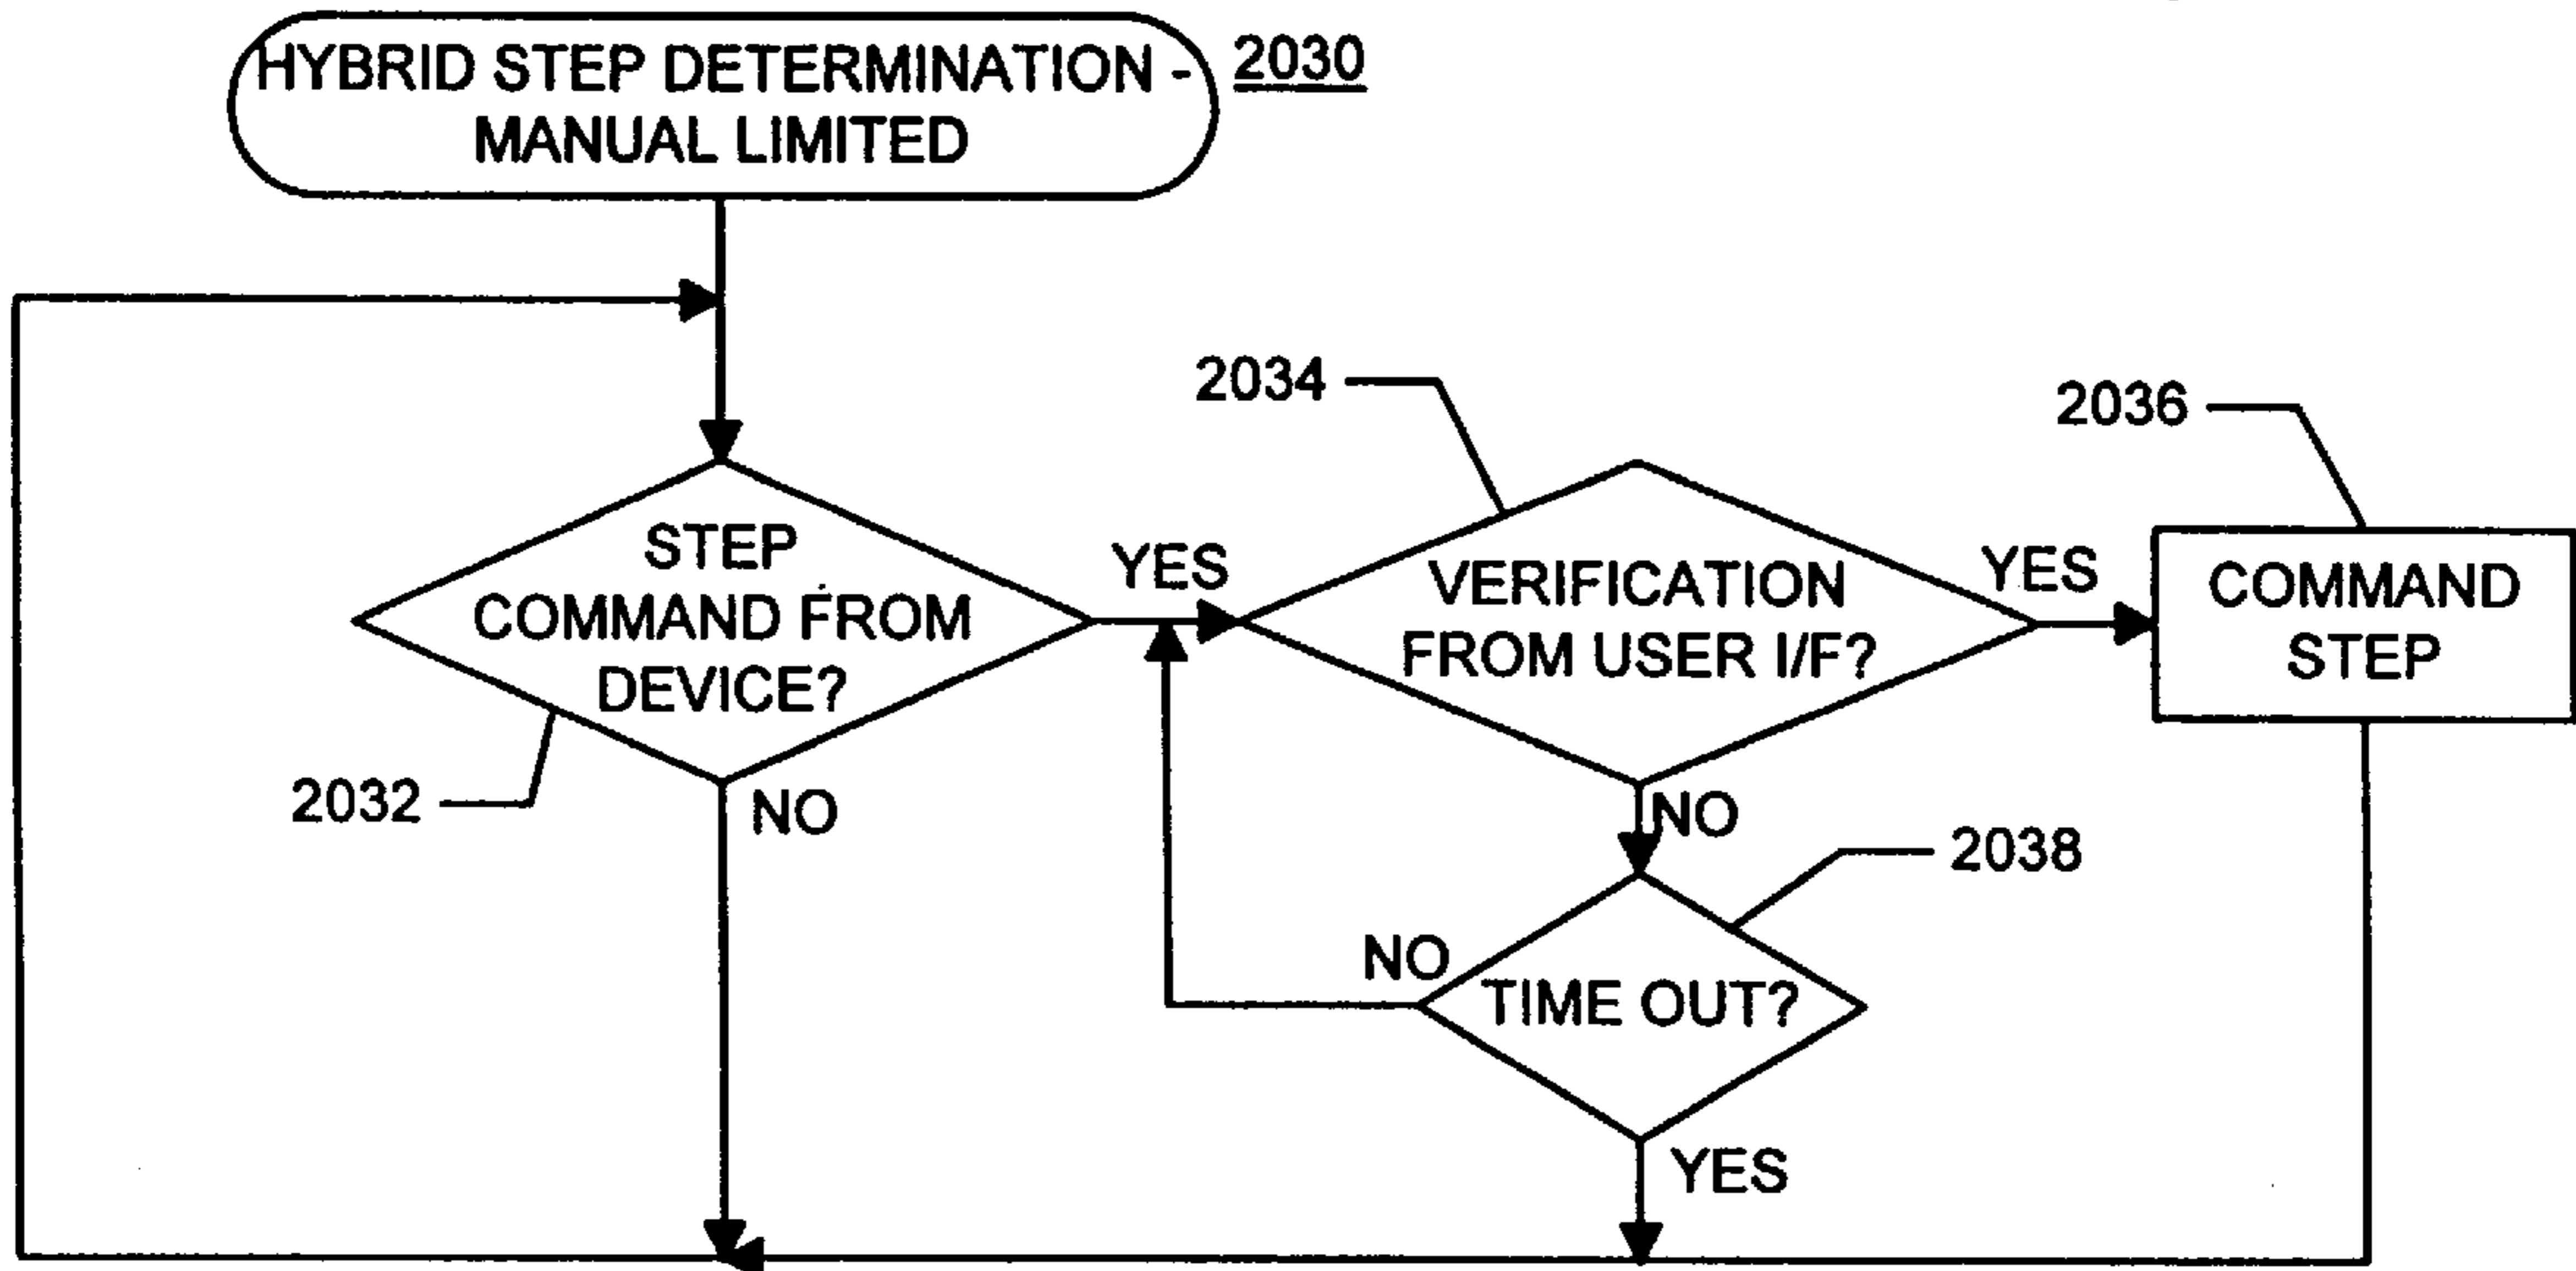 HYBRID STEP DETERMINATION -
MANUAL LIMITED
2030
2034
2036
STEP
COMMAND FROM
DEVICE?
YES
VERIFICATION
FROM USER I/F?
YES
COMMAND
STEP
2032
NO
NO
2038
NO
TIME OUT?
YES